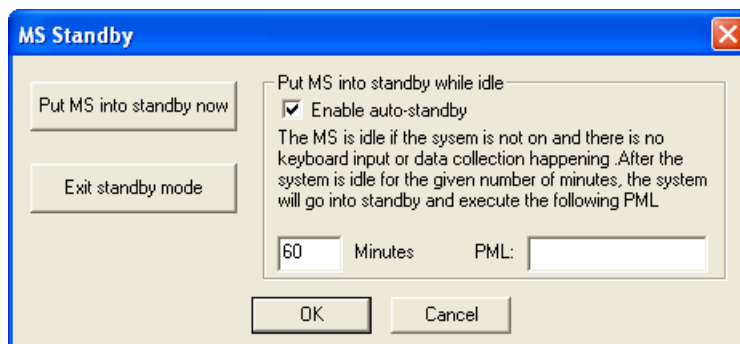 MS Standby
Put MS into standby now
Exit standby mode
Put MS into standby while idle
Enable auto-standby
The MS is idle if the sysem is not on and there is no
keyboard input or data collection happening .After the
system is idle for the given number of minutes, the system
will go into standby and execute the following PML
60 Minutes PML:
OK Cancel